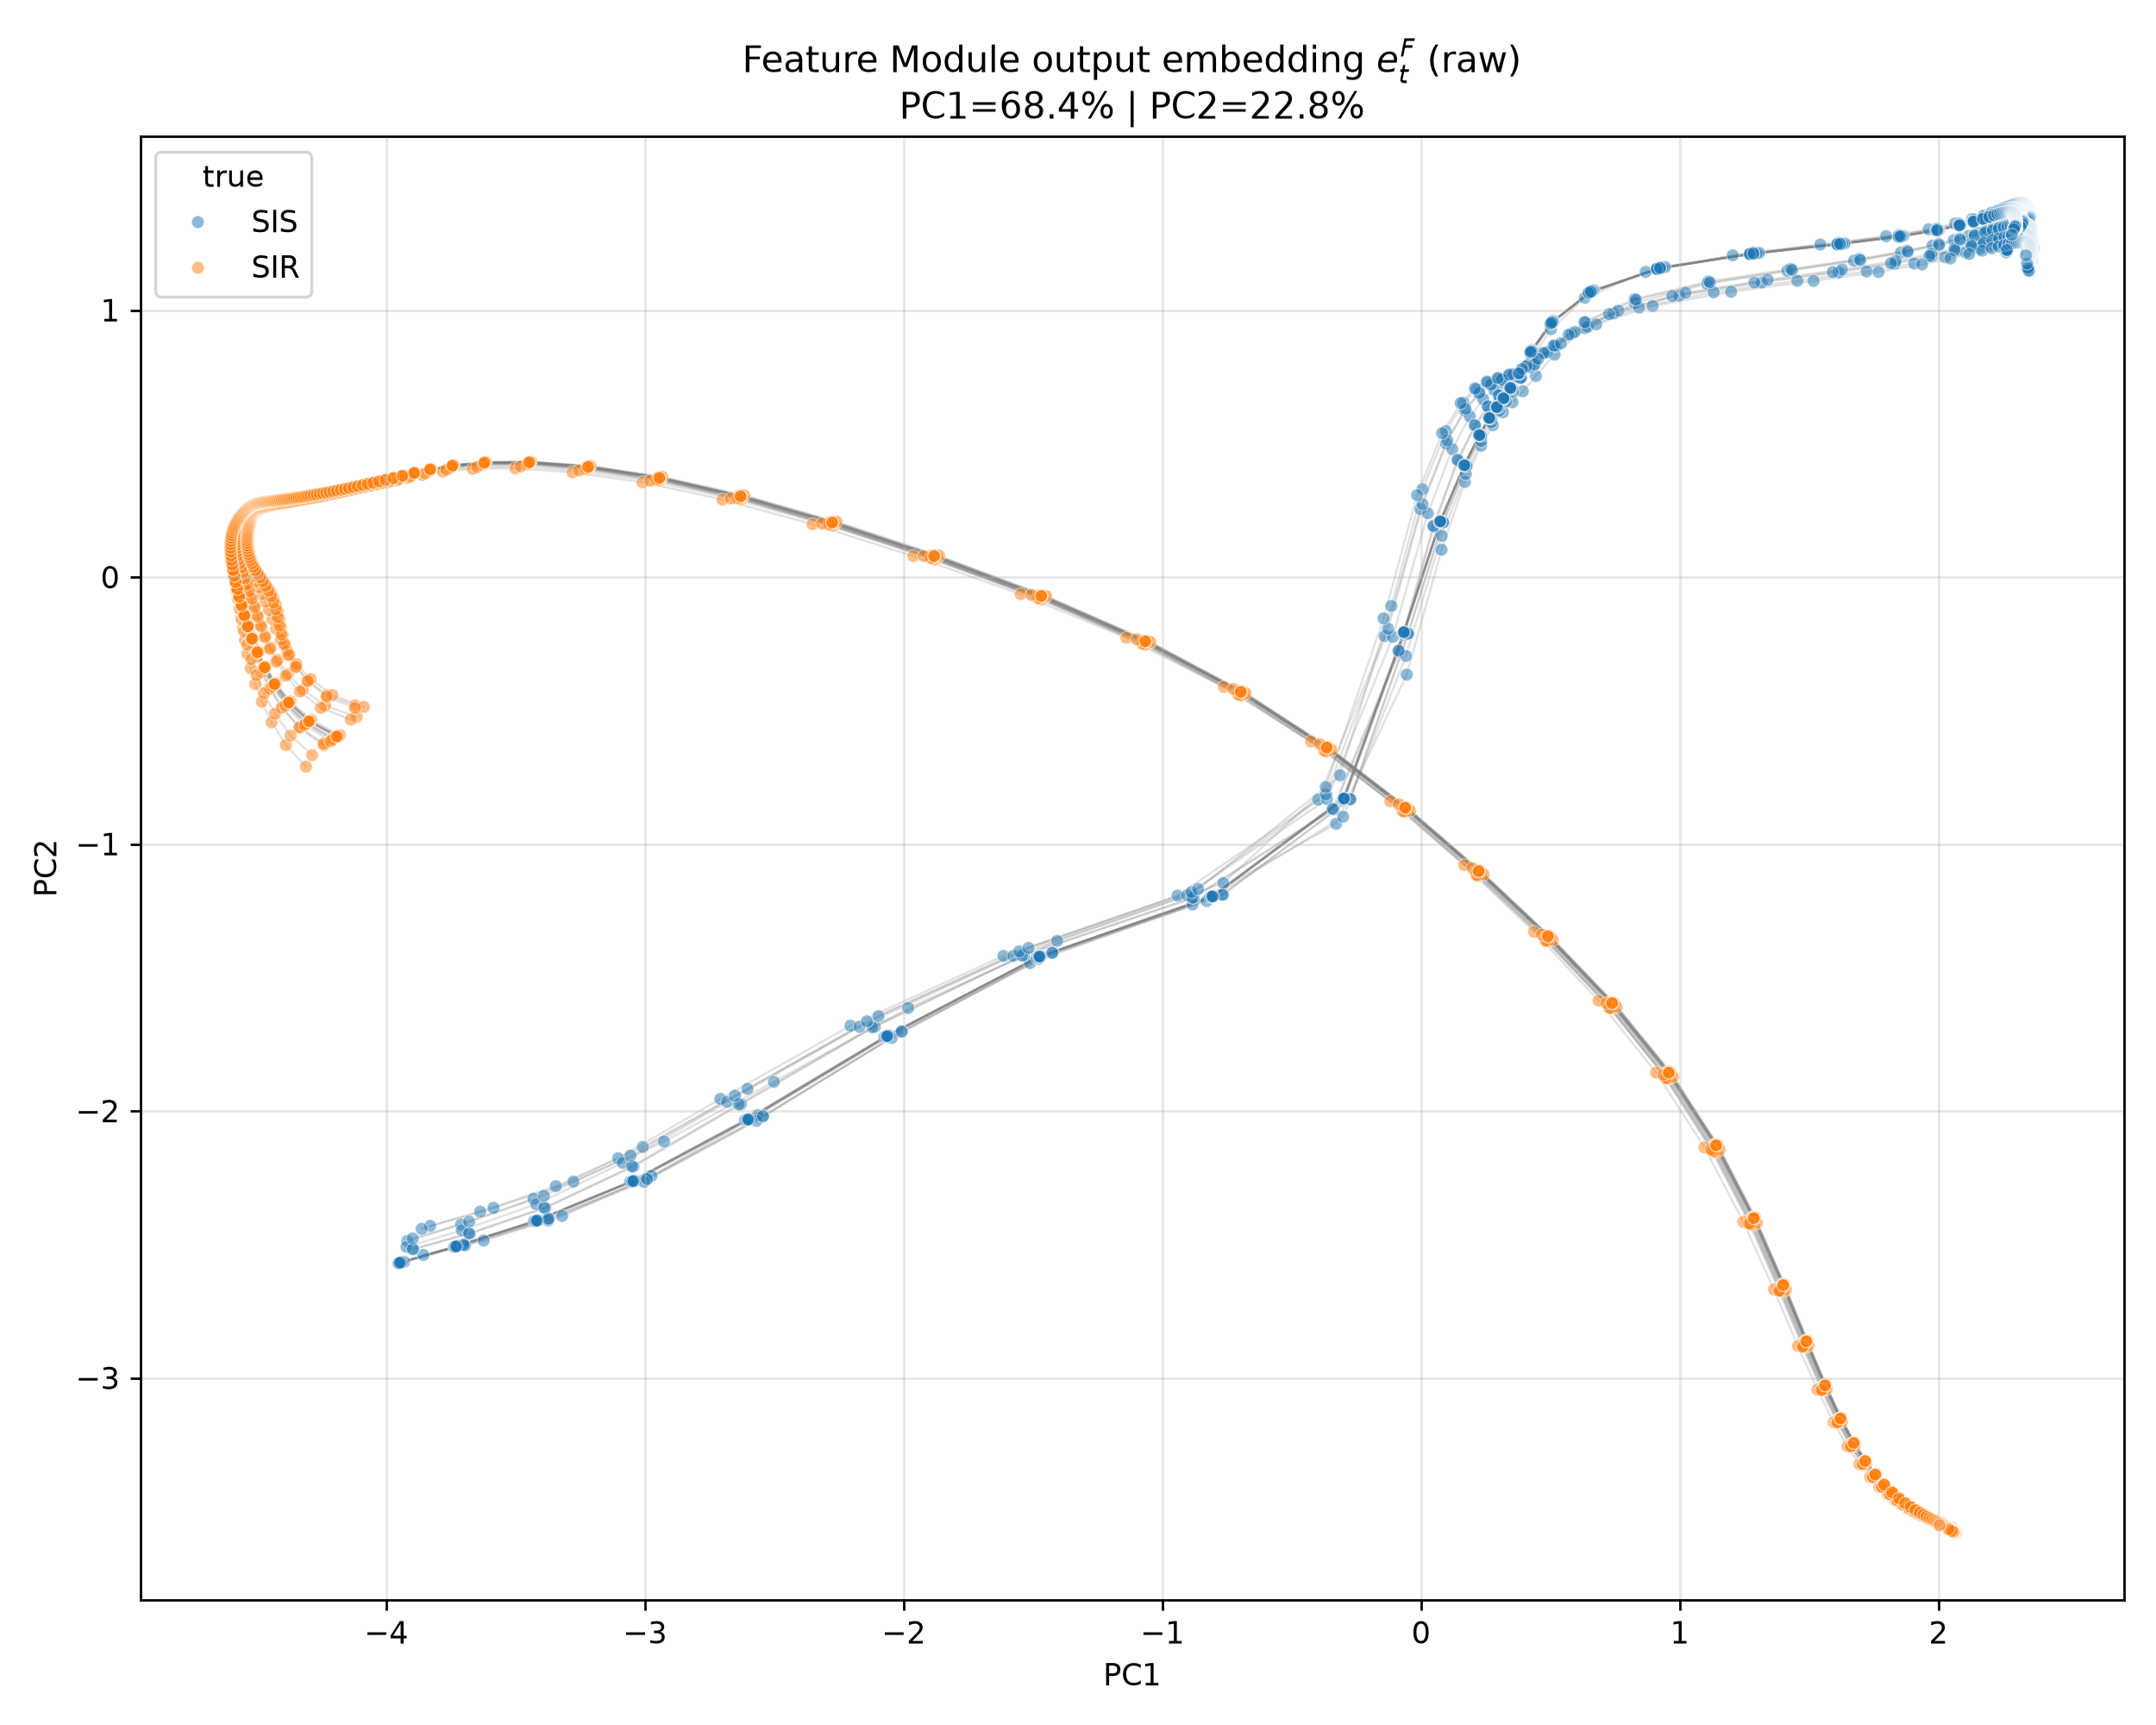 Feature Module output embedding $e_t^F$ (raw)
PC1=68.4% | PC2=22.8%
true
SIS
SIR
1
0
−1
−2
−3
PC2
−4
−3
−2
−1
0
1
2
PC1